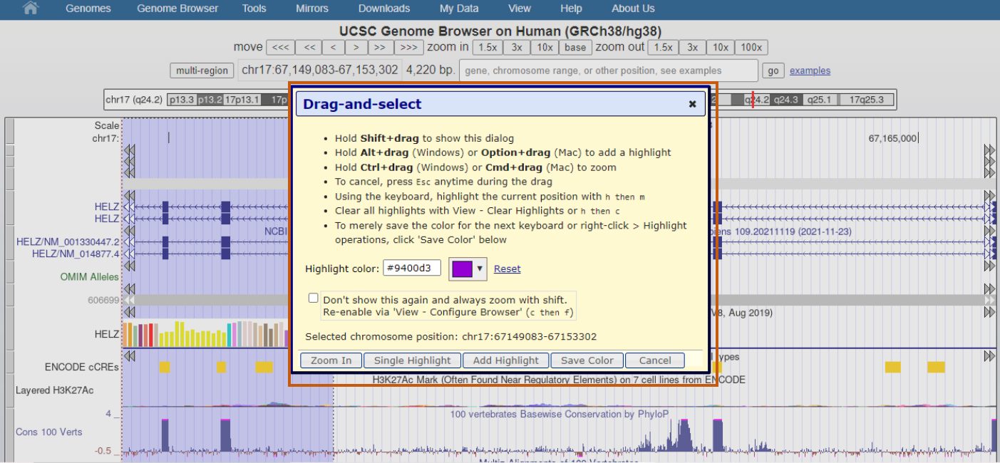 Genomes Genome Browser Tools Mirrors Downloads My Data View Help About Us
UCSC Genome Browser on Human (GRCh38/hg38)
move <<< << < > >> >>> zoom in 1.5x 3x 10x base zoom out 1.5x 3x 10x 100x
multi-region chr17:67,149,083-67,153,302 4,220 bp. gene, chromosome range, or other position, see examples go examples
chr17 (q24.2) p13.3 p13.2 17p13.1 17p q24.2 q24.3 q25.1 17q25.3
Drag-and-select ×
Scale
chr17: 67,165,000
• Hold Shift+drag to show this dialog
• Hold Alt+drag (Windows) or Option+drag (Mac) to add a highlight
• Hold Ctrl+drag (Windows) or Cmd+drag (Mac) to zoom
• To cancel, press Esc anytime during the drag
• Using the keyboard, highlight the current position with h then m
• Clear all highlights with View - Clear Highlights or h then c
• To merely save the color for the next keyboard or right-click > Highlight
operations, click 'Save Color' below
Highlight color: #9400d3 Reset
Don't show this again and always zoom with shift.
Re-enable via 'View - Configure Browser' (c then f)
Selected chromosome position: chr17:67149083-67153302
Zoom In Single Highlight Add Highlight Save Color Cancel
HELZ
HELZ
NCBI 109.20211119 (2021-11-23)
HELZ/NM_001330447.2
HELZ/NM_014877.4
OMIM Alleles
606699
V8, Aug 2019)
HELZ
types
ENCODE cCREs
H3K27Ac Mark (Often Found Near Regulatory Elements) on 7 cell lines from ENCODE
Layered H3K27Ac
100 vertebrates Basewise Conservation by PhyloP
4 _
Cons 100 Verts
-0.5 _
Multiz Alignments of 100 Vertebrates